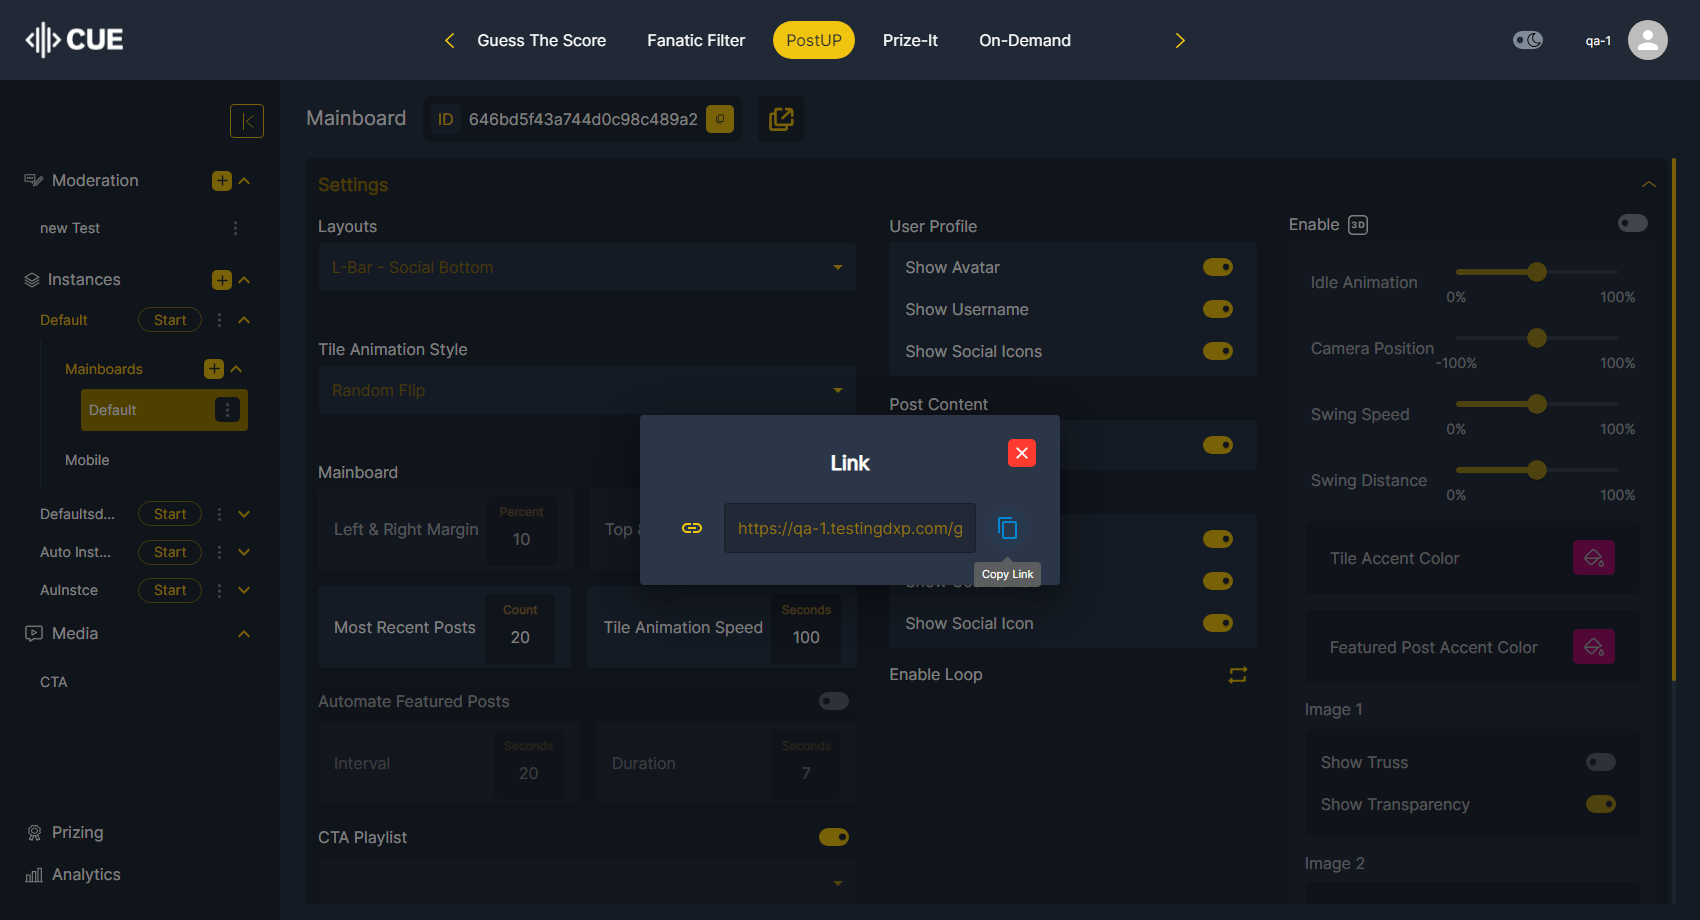 CUE
Guess The Score
Fanatic Filter
PostUP
Prize-It
On-Demand
qa-1
Mainboard
ID 646bd5f43a744d0c98c489a2
Moderation
new Test
Instances
Default
Start
Mainboards
Default
Mobile
Defaultsd...
Start
Auto Inst...
Start
AuInstce
Start
Media
CTA
Prizing
Analytics
Settings
Layouts
L-Bar - Social Bottom
Tile Animation Style
Random Flip
Mainboard
Left & Right Margin
Percent
10
Top &
Most Recent Posts
Count
20
Tile Animation Speed
Seconds
100
Automate Featured Posts
Interval
Seconds
20
Duration
Seconds
7
CTA Playlist
User Profile
Show Avatar
Show Username
Show Social Icons
Post Content
Show Social Icon
Enable Loop
Link
https://qa-1.testingdxp.com/g
Copy Link
Enable 3D
Idle Animation
0%
100%
Camera Position
-100%
100%
Swing Speed
0%
100%
Swing Distance
0%
100%
Tile Accent Color
Featured Post Accent Color
Image 1
Show Truss
Show Transparency
Image 2